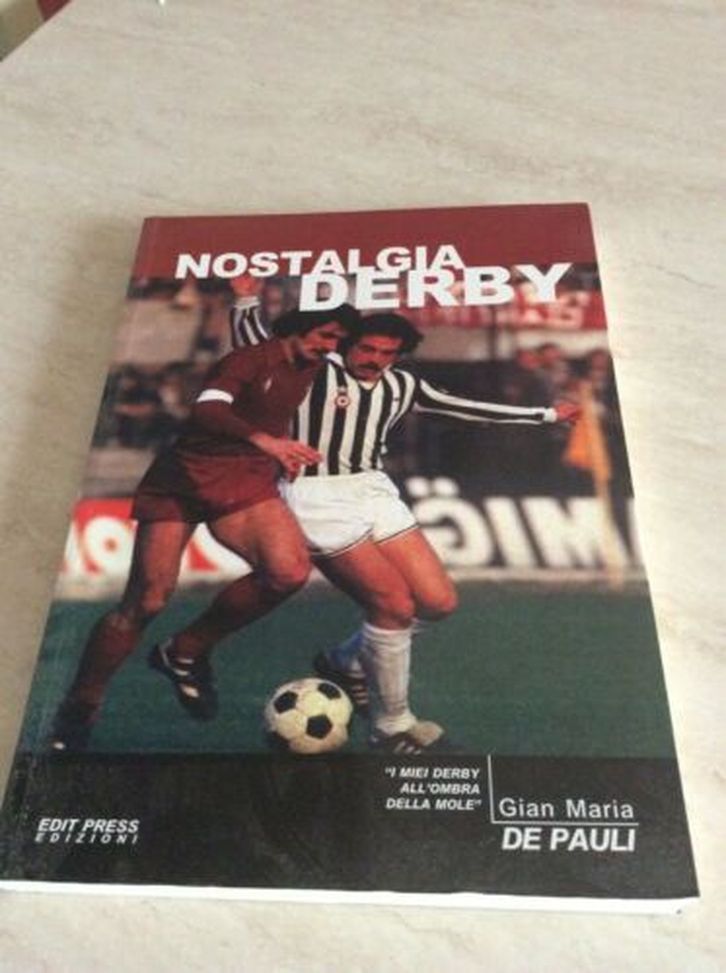 NOSTALGIA
DERBY
"I MIEI DERBY
ALL'OMBRA
DELLA MOLE"
Gian Maria
DE PAULI
EDIT PRESS
EDIZIONI